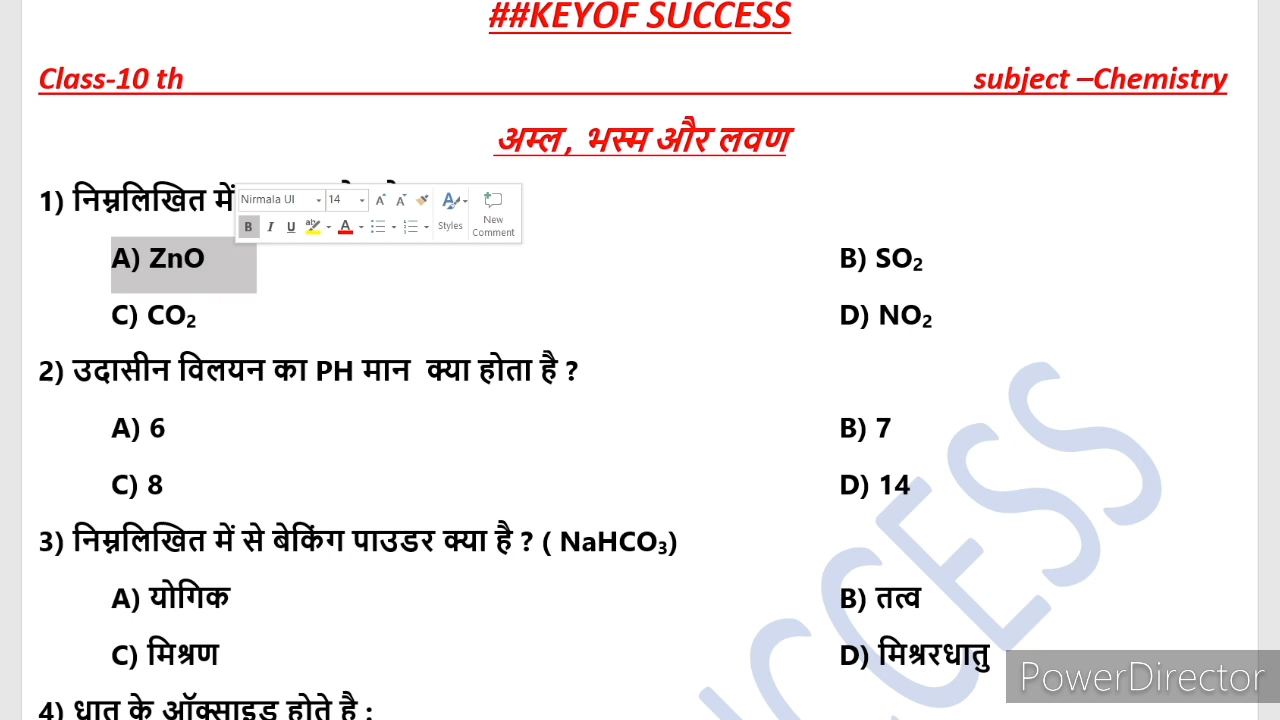 ##KEYOF SUCCESS
Class-10 th subject –Chemistry
अम्ल, भस्म और लवण
1) निम्नलिखित में
Nirmala UI 14
B I U Styles New
Comment
A) ZnO B) SO₂
C) CO₂ D) NO₂
2) उदासीन विलयन का PH मान क्या होता है ?
A) 6 B) 7
C) 8 D) 14
3) निम्नलिखित में से बेकिंग पाउडर क्या है ? ( NaHCO₃)
A) योगिक B) तत्व
C) मिश्रण D) मिश्ररधातु
4) धातु के ऑक्साइड होते है :
CCESS
PowerDirector